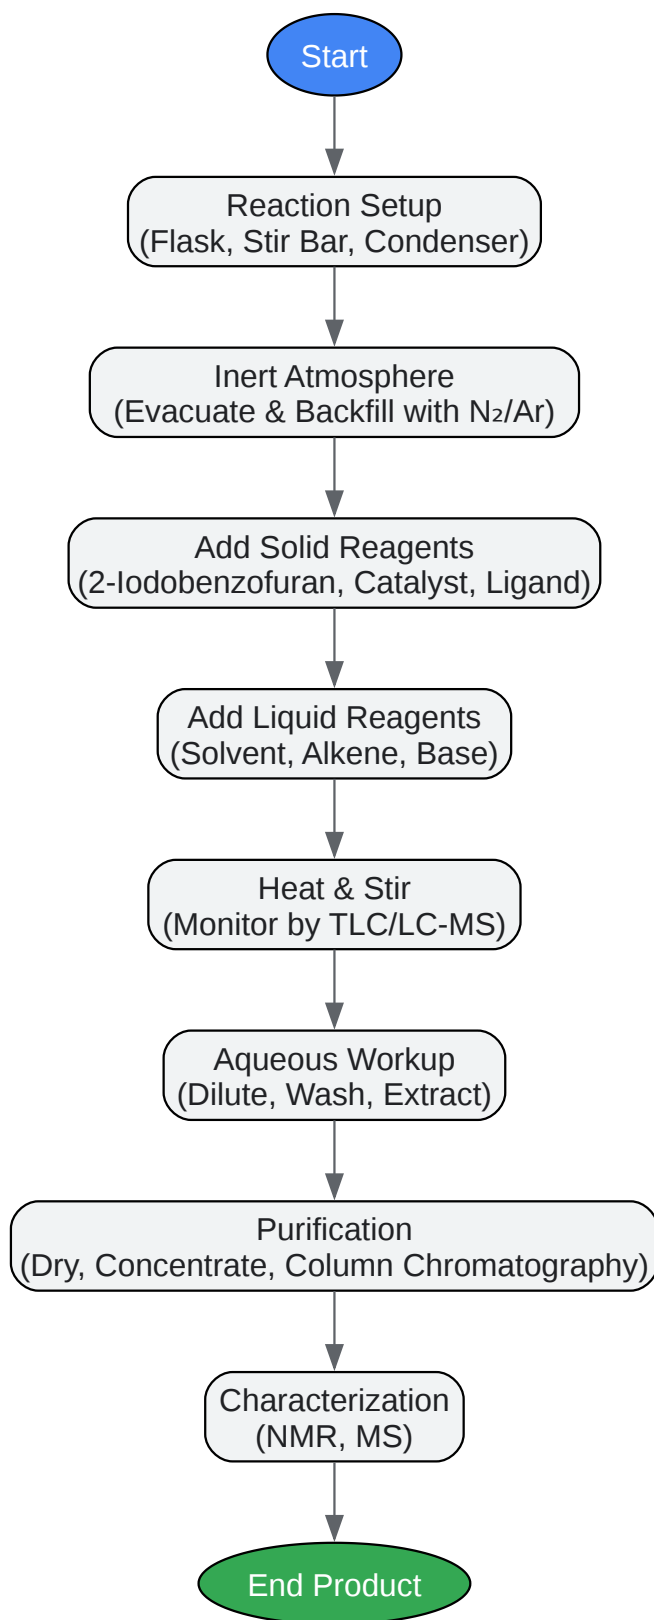 Start
Reaction Setup
(Flask, Stir Bar, Condenser)
Inert Atmosphere
(Evacuate & Backfill with N₂/Ar)
Add Solid Reagents
(2-Iodobenzofuran, Catalyst, Ligand)
Add Liquid Reagents
(Solvent, Alkene, Base)
Heat & Stir
(Monitor by TLC/LC-MS)
Aqueous Workup
(Dilute, Wash, Extract)
Purification
(Dry, Concentrate, Column Chromatography)
Characterization
(NMR, MS)
End Product